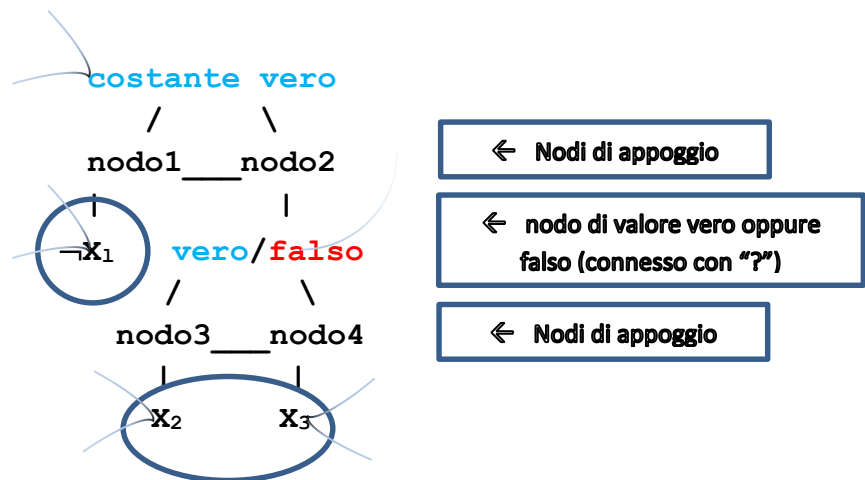 costante vero
/ \
nodo1___nodo2
← Nodi di appoggio
| |
¬X₁ vero/falso
← nodo di valore vero oppure
falso (connesso con “?”)
/ \
nodo3___nodo4
← Nodi di appoggio
| |
X₂ X₃